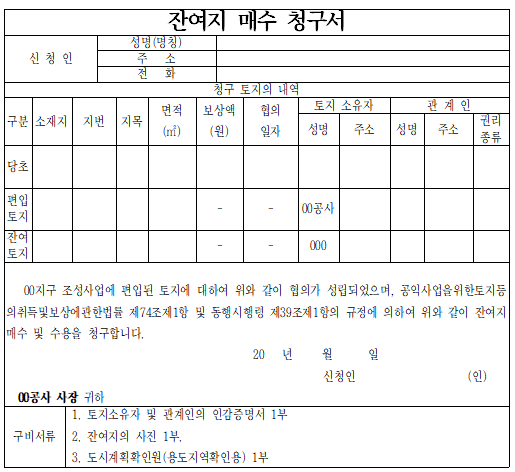 잔여지 매수 청구서
신 청 인
성명(명칭)
주 소
전 화
청구 토지의 내역
구분 소재지 지번 지목 면적(㎡) 보상액(원) 협의일자 토지 소유자 관 계 인
성명 주소 성명 주소 권리종류
당초
편입토지 - - 00공사
잔여토지 - - 000
00지구 조성사업에 편입된 토지에 대하여 위와 같이 협의가 성립되었으며, 공익사업을위한토지등
의취득및보상에관한법률 제74조제1항 및 동행시행령 제39조제1항의 규정에 의하여 위와 같이 잔여지
매수 및 수용을 청구합니다.
20 년 월 일
신청인 (인)
00공사 사장 귀하
구비서류
1. 토지소유자 및 관계인의 인감증명서 1부
2. 잔여지의 사진 1부.
3. 도시계획확인원(용도지역확인용) 1부